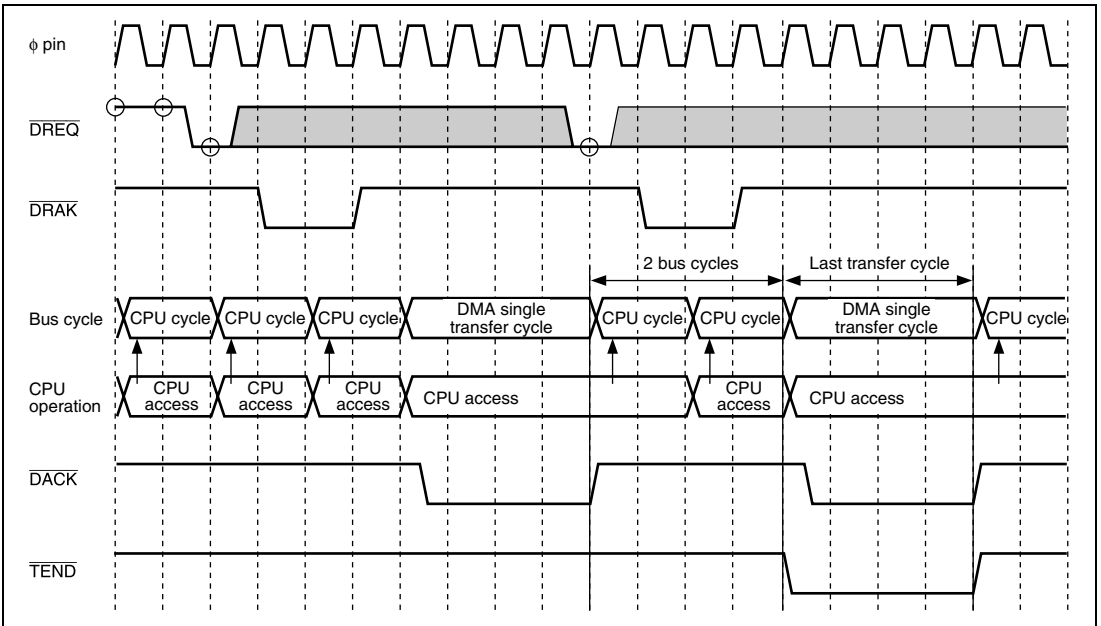 φ pin
DREQ
DRAK
2 bus cycles
Last transfer cycle
Bus cycle
CPU cycle
CPU cycle
CPU cycle
DMA single
transfer cycle
CPU cycle
CPU cycle
DMA single
transfer cycle
CPU cycle
CPU
operation
CPU
access
CPU
access
CPU
access
CPU access
CPU
access
CPU access
DACK
TEND